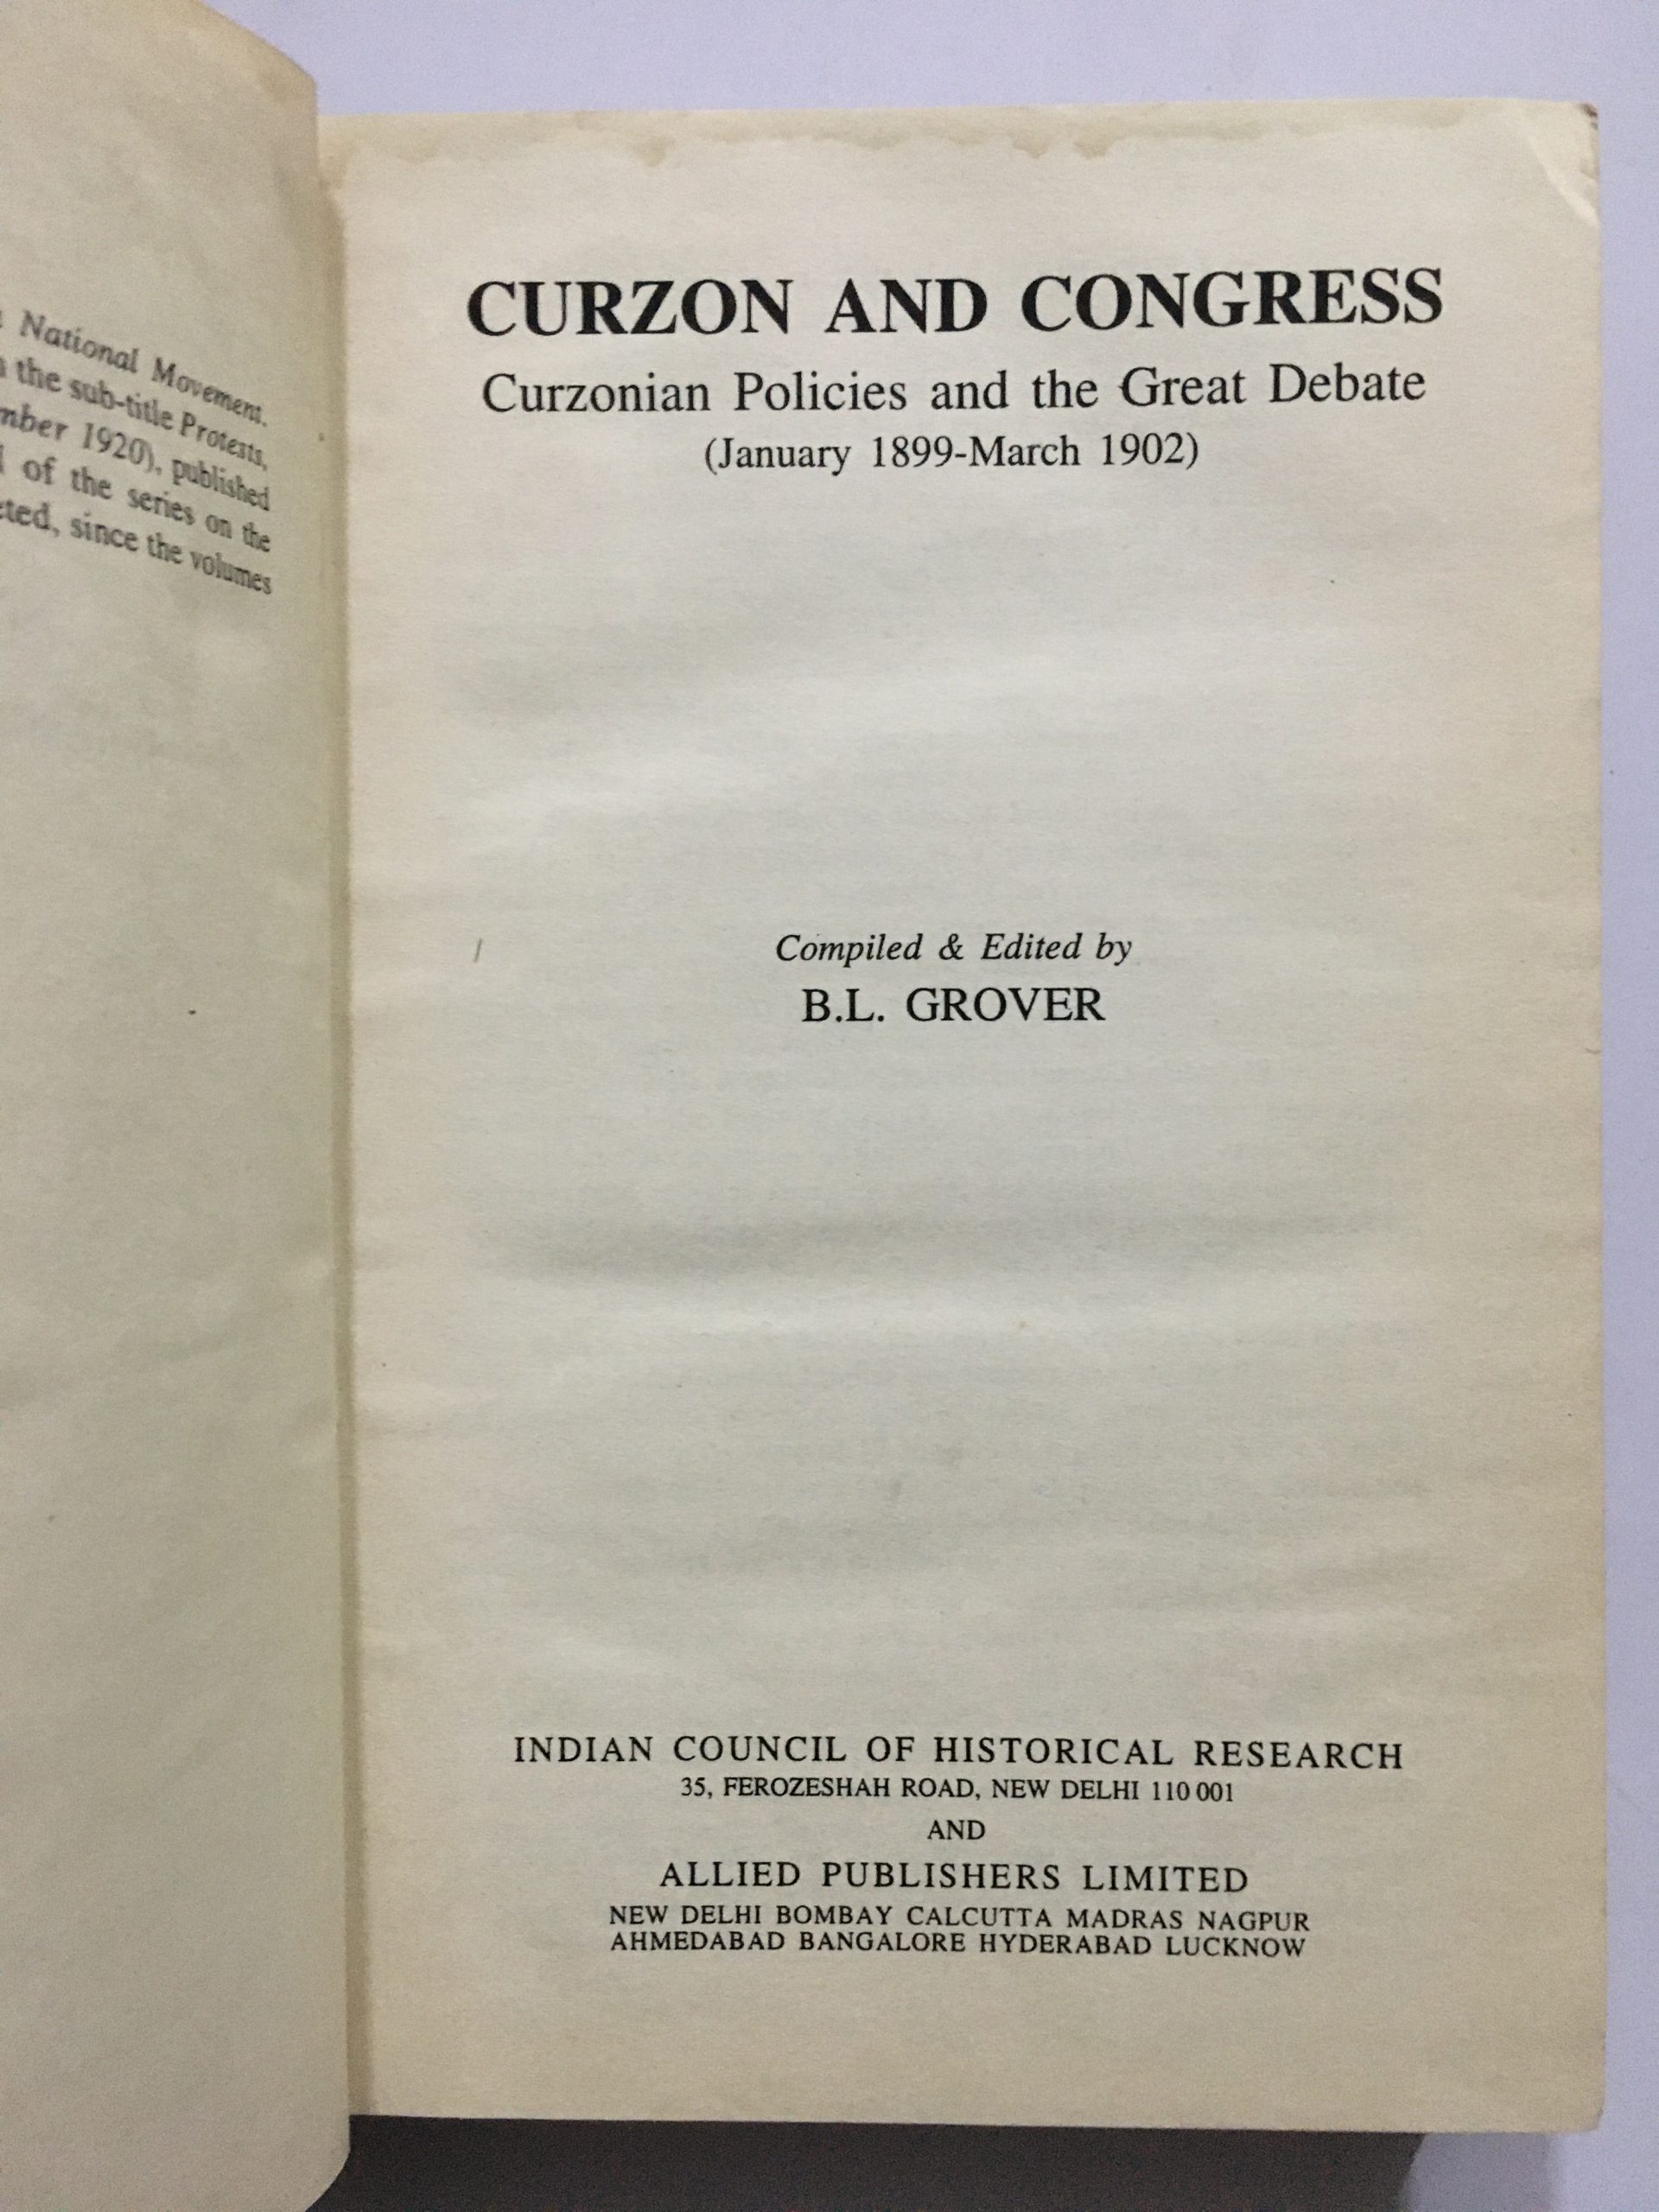 National Movement.
the sub-title Protests,
1920), published
of the series on the
since the volumes
CURZON AND CONGRESS
Curzonian Policies and the Great Debate
(January 1899-March 1902)
Compiled & Edited by
B.L. GROVER
INDIAN COUNCIL OF HISTORICAL RESEARCH
35, FEROZESHAH ROAD, NEW DELHI 110 001
AND
ALLIED PUBLISHERS LIMITED
NEW DELHI BOMBAY CALCUTTA MADRAS NAGPUR
AHMEDABAD BANGALORE HYDERABAD LUCKNOW